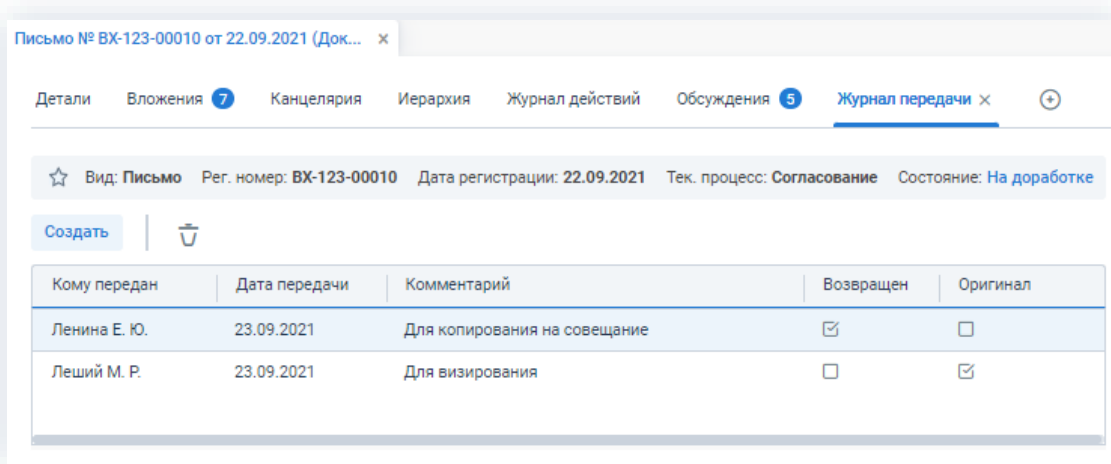 Письмо № ВХ-123-00010 от 22.09.2021 (Док... ×
Детали Вложения 7 Канцелярия Иерархия Журнал действий Обсуждения 5 Журнал передачи ×
Вид: Письмо Рег. номер: ВХ-123-00010 Дата регистрации: 22.09.2021 Тек. процесс: Согласование Состояние: На доработке
Создать
Кому передан Дата передачи Комментарий Возвращен Оригинал
Ленина Е. Ю. 23.09.2021 Для копирования на совещание
Леший М. Р. 23.09.2021 Для визирования